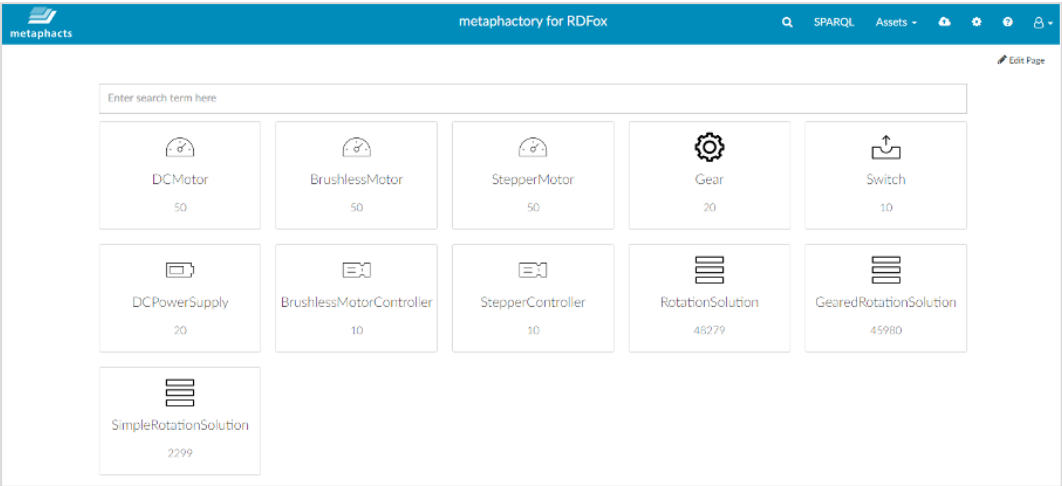 metaphacts
metaphactory for RDFox
SPARQL
Assets
Edit Page
Enter search term here
DCMotor
50
BrushlessMotor
50
StepperMotor
50
Gear
20
Switch
10
DCPowerSupply
20
BrushlessMotorController
10
StepperController
10
RotationSolution
48279
GearedRotationSolution
45980
SimpleRotationSolution
2299